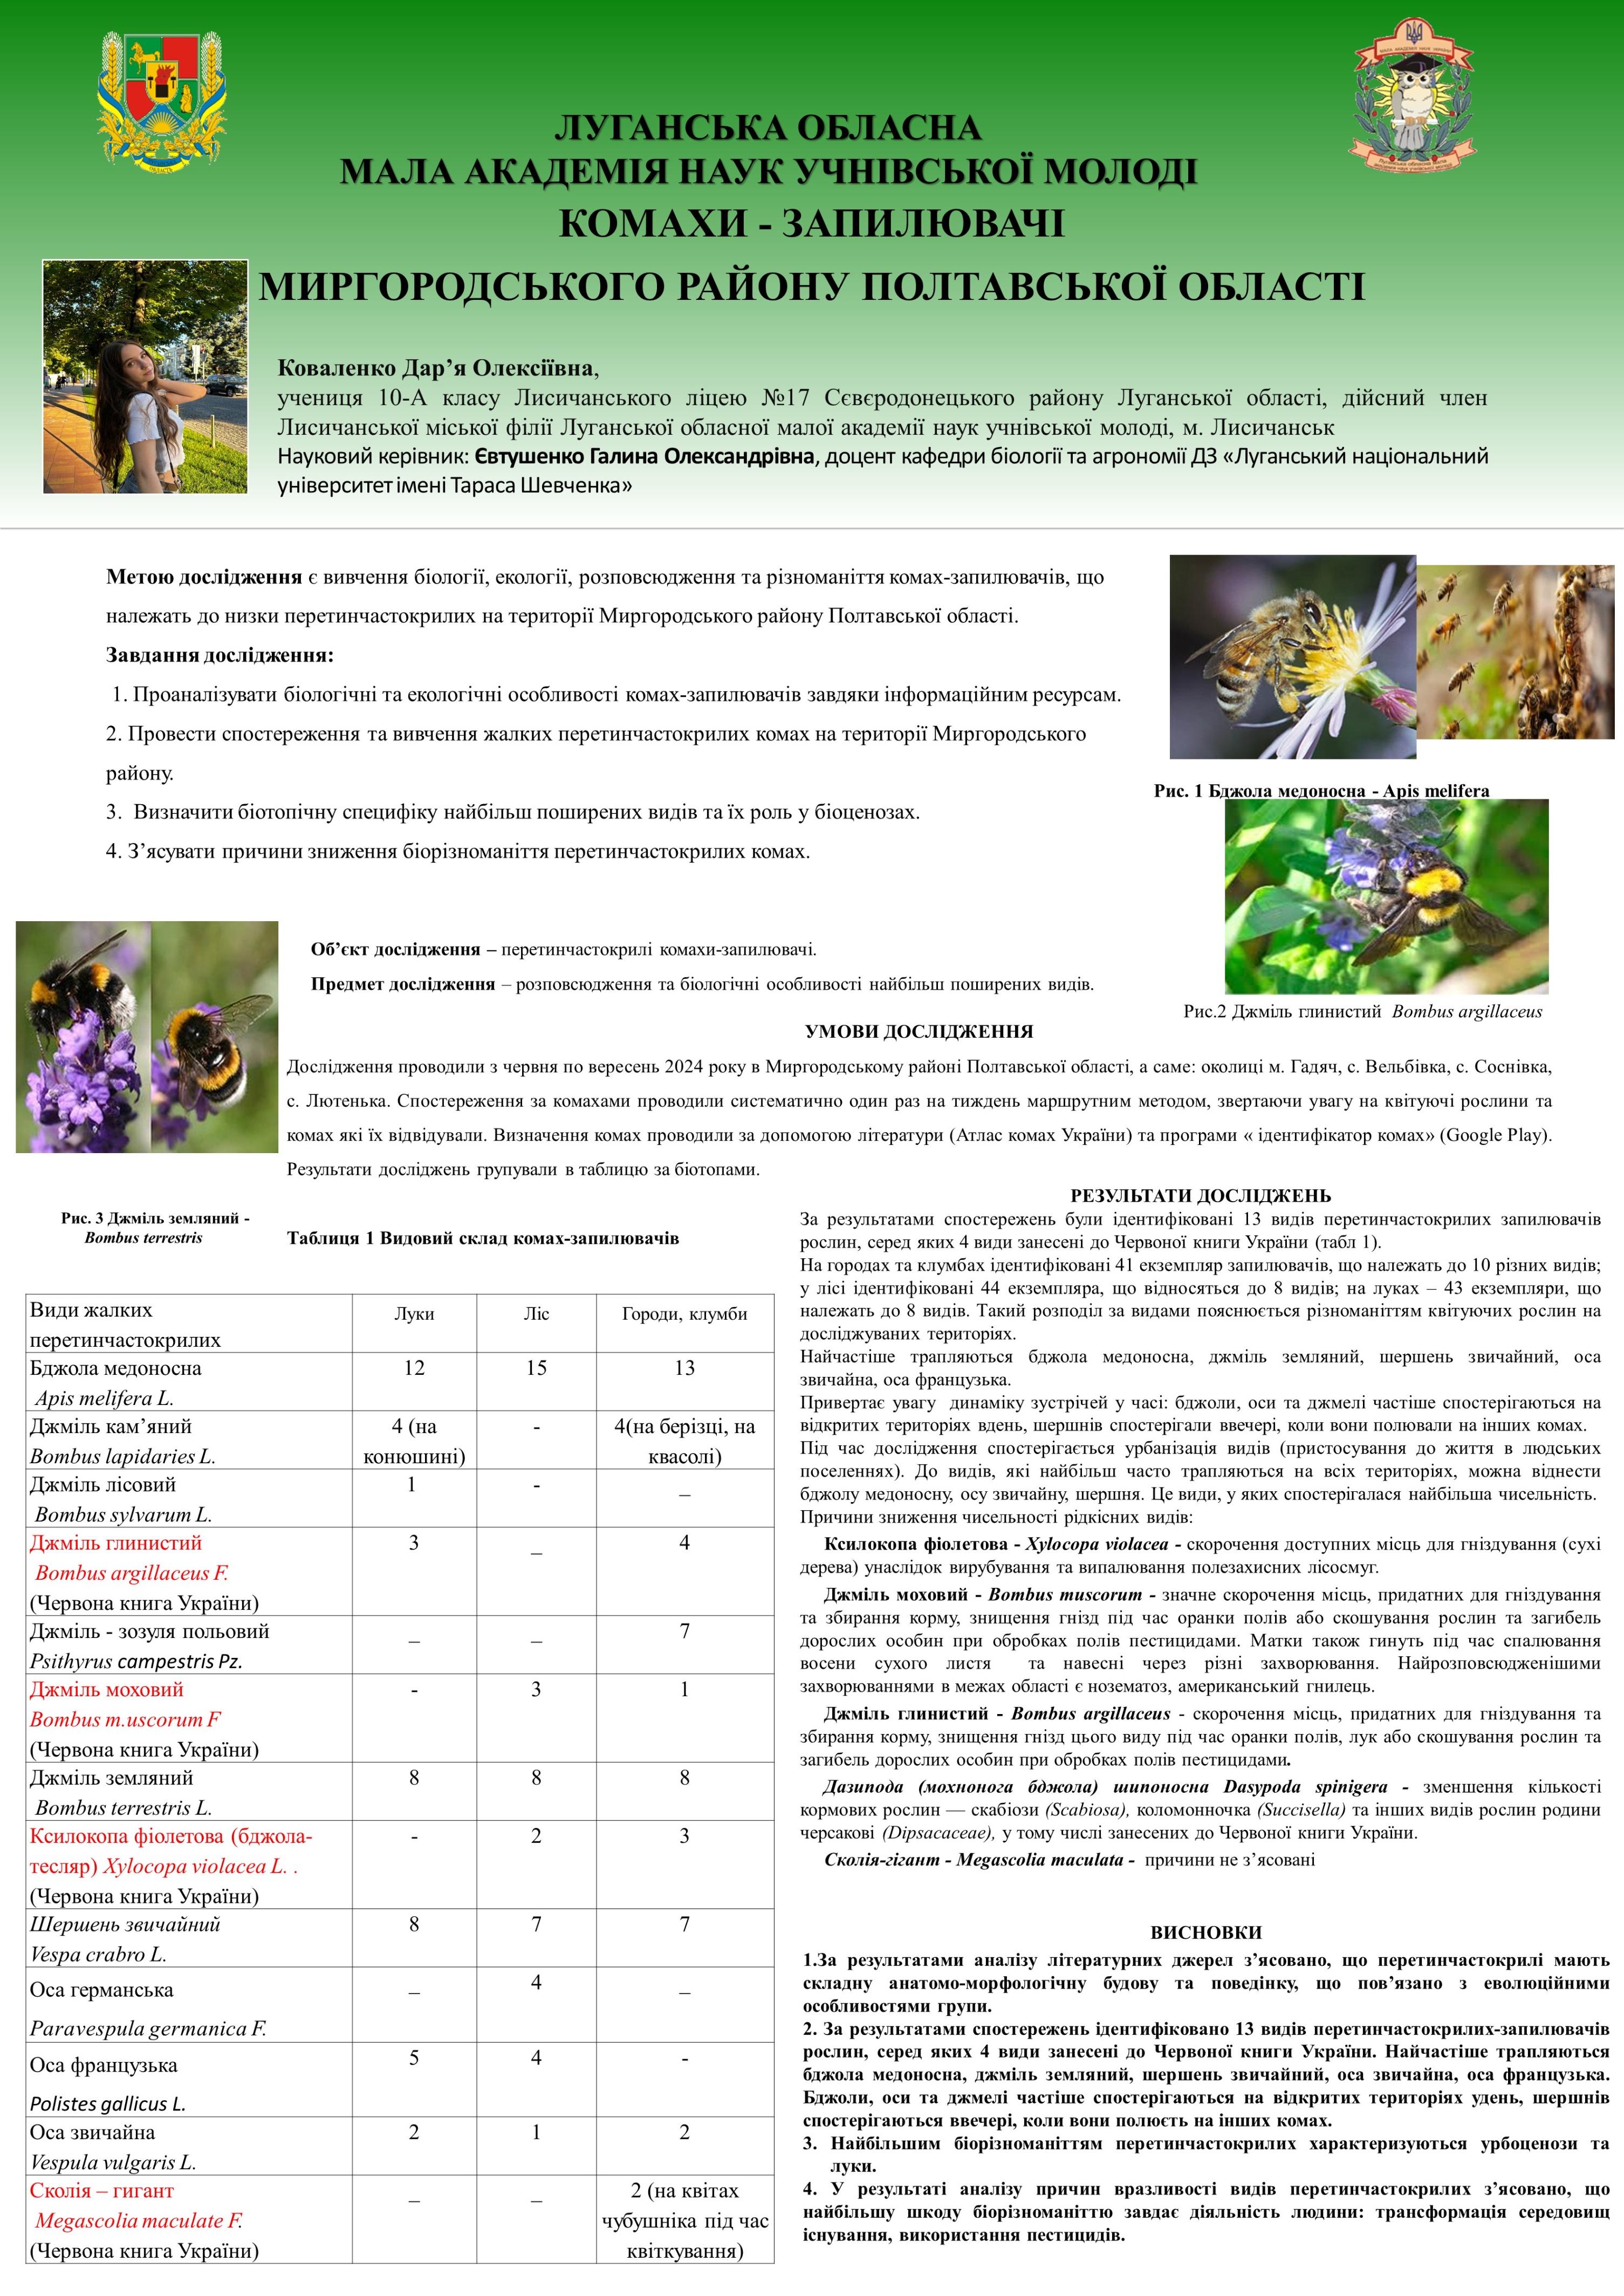 ЛУГАНСЬКА ОБЛАСНА
МАЛА АКАДЕМІЯ НАУК УЧНІВСЬКОЇ МОЛОДІ
КОМАХИ - ЗАПИЛЮВАЧІ
МИРГОРОДСЬКОГО РАЙОНУ ПОЛТАВСЬКОЇ ОБЛАСТІ
Коваленко Дар’я Олексіївна,
учениця 10-А класу Лисичанського ліцею №17 Сєвєродонецького району Луганської області, дійсний член
Лисичанської міської філії Луганської обласної малої академії наук учнівської молоді, м. Лисичанськ
Науковий керівник: Євтушенко Галина Олександрівна, доцент кафедри біології та агрономії ДЗ «Луганський національний
університет імені Тараса Шевченка»
Метою дослідження є вивчення біології, екології, розповсюдження та різноманіття комах-запилювачів, що
належать до низки перетинчастокрилих на території Миргородського району Полтавської області.
Завдання дослідження:
1. Проаналізувати біологічні та екологічні особливості комах-запилювачів завдяки інформаційним ресурсам.
2. Провести спостереження та вивчення жалких перетинчастокрилих комах на території Миргородського
району.
3. Визначити біотопічну специфіку найбільш поширених видів та їх роль у біоценозах.
4. З’ясувати причини зниження біорізноманіття перетинчастокрилих комах.
Рис. 1 Бджола медоносна - Apis melifera
Рис.2 Джміль глинистий Bombus argillaceus
Об’єкт дослідження – перетинчастокрилі комахи-запилювачі.
Предмет дослідження – розповсюдження та біологічні особливості найбільш поширених видів.
УМОВИ ДОСЛІДЖЕННЯ
Дослідження проводили з червня по вересень 2024 року в Миргородському районі Полтавської області, а саме: околиці м. Гадяч, с. Вельбівка, с. Соснівка,
с. Лютенька. Спостереження за комахами проводили систематично один раз на тиждень маршрутним методом, звертаючи увагу на квітуючі рослини та
комах які їх відвідували. Визначення комах проводили за допомогою літератури (Атлас комах України) та програми « ідентифікатор комах» (Google Play).
Результати досліджень групували в таблицю за біотопами.
Рис. 3 Джміль земляний -
Bombus terrestris
Таблиця 1 Видовий склад комах-запилювачів
Види жалких
перетинчастокрилих
Луки
Ліс
Городи, клумби
Бджола медоносна
Apis melifera L.
12
15
13
Джміль кам’яний
Bombus lapidaries L.
4 (на
конюшині)
-
4(на берізці, на
квасолі)
Джміль лісовий
Bombus sylvarum L.
1
-
_
Джміль глинистий
Bombus argillaceus F.
(Червона книга України)
3
_
4
Джміль - зозуля польовий
Psithyrus campestris Pz.
_
_
7
Джміль моховий
Bombus m.uscorum F
(Червона книга України)
-
3
1
Джміль земляний
Bombus terrestris L.
8
8
8
Ксилокопа фіолетова (бджола-
тесляр) Xylocopa violacea L. .
(Червона книга України)
-
2
3
Шершень звичайний
Vespa crabro L.
8
7
7
Оса германська
Paravespula germanica F.
_
4
_
Оса французька
Polistes gallicus L.
5
4
-
Оса звичайна
Vespula vulgaris L.
2
1
2
Сколія – гигант
Megascolia maculate F.
(Червона книга України)
_
_
2 (на квітах
чубушніка під час
квіткування)
РЕЗУЛЬТАТИ ДОСЛІДЖЕНЬ
За результатами спостережень були ідентифіковані 13 видів перетинчастокрилих запилювачів
рослин, серед яких 4 види занесені до Червоної книги України (табл 1).
На городах та клумбах ідентифіковані 41 екземпляр запилювачів, що належать до 10 різних видів;
у лісі ідентифіковані 44 екземпляра, що відносяться до 8 видів; на луках – 43 екземпляри, що
належать до 8 видів. Такий розподіл за видами пояснюється різноманіттям квітуючих рослин на
досліджуваних територіях.
Найчастіше трапляються бджола медоносна, джміль земляний, шершень звичайний, оса
звичайна, оса французька.
Привертає увагу динаміку зустрічей у часі: бджоли, оси та джмелі частіше спостерігаються на
відкритих територіях вдень, шершнів спостерігали ввечері, коли вони полювали на інших комах.
Під час дослідження спостерігається урбанізація видів (пристосування до життя в людських
поселеннях). До видів, які найбільш часто трапляються на всіх територіях, можна віднести
бджолу медоносну, осу звичайну, шершня. Це види, у яких спостерігалася найбільша чисельність.
Причини зниження чисельності рідкісних видів:
Ксилокопа фіолетова - Xylocopa violacea - скорочення доступних місць для гніздування (сухі
дерева) унаслідок вирубування та випалювання полезахисних лісосмуг.
Джміль моховий - Bombus muscorum - значне скорочення місць, придатних для гніздування
та збирання корму, знищення гнізд під час оранки полів або скошування рослин та загибель
дорослих особин при обробках полів пестицидами. Матки також гинуть під час спалювання
восени сухого листя та навесні через різні захворювання. Найрозповсюдженішими
захворюваннями в межах області є нозематоз, американський гнилець.
Джміль глинистий - Bombus argillaceus - скорочення місць, придатних для гніздування та
збирання корму, знищення гнізд цього виду під час оранки полів, лук або скошування рослин та
загибель дорослих особин при обробках полів пестицидами.
Дазипода (мохнонога бджола) шипоносна Dasypoda spinigera - зменшення кількості
кормових рослин — скабіози (Scabiosa), коломонночка (Succisella) та інших видів рослин родини
черсакові (Dipsacaceae), у тому числі занесених до Червоної книги України.
Сколія-гігант - Megascolia maculata - причини не з’ясовані
ВИСНОВКИ
1.За результатами аналізу літературних джерел з’ясовано, що перетинчастокрилі мають
складну анатомо-морфологічну будову та поведінку, що пов’язано з еволюційними
особливостями групи.
2. За результатами спостережень ідентифіковано 13 видів перетинчастокрилих-запилювачів
рослин, серед яких 4 види занесені до Червоної книги України. Найчастіше трапляються
бджола медоносна, джміль земляний, шершень звичайний, оса звичайна, оса французька.
Бджоли, оси та джмелі частіше спостерігаються на відкритих територіях удень, шершнів
спостерігаються ввечері, коли вони полюєть на інших комах.
3. Найбільшим біорізноманіттям перетинчастокрилих характеризуються урбоценози та
луки.
4. У результаті аналізу причин вразливості видів перетинчастокрилих з’ясовано, що
найбільшу шкоду біорізноманіттю завдає діяльність людини: трансформація середовищ
існування, використання пестицидів.